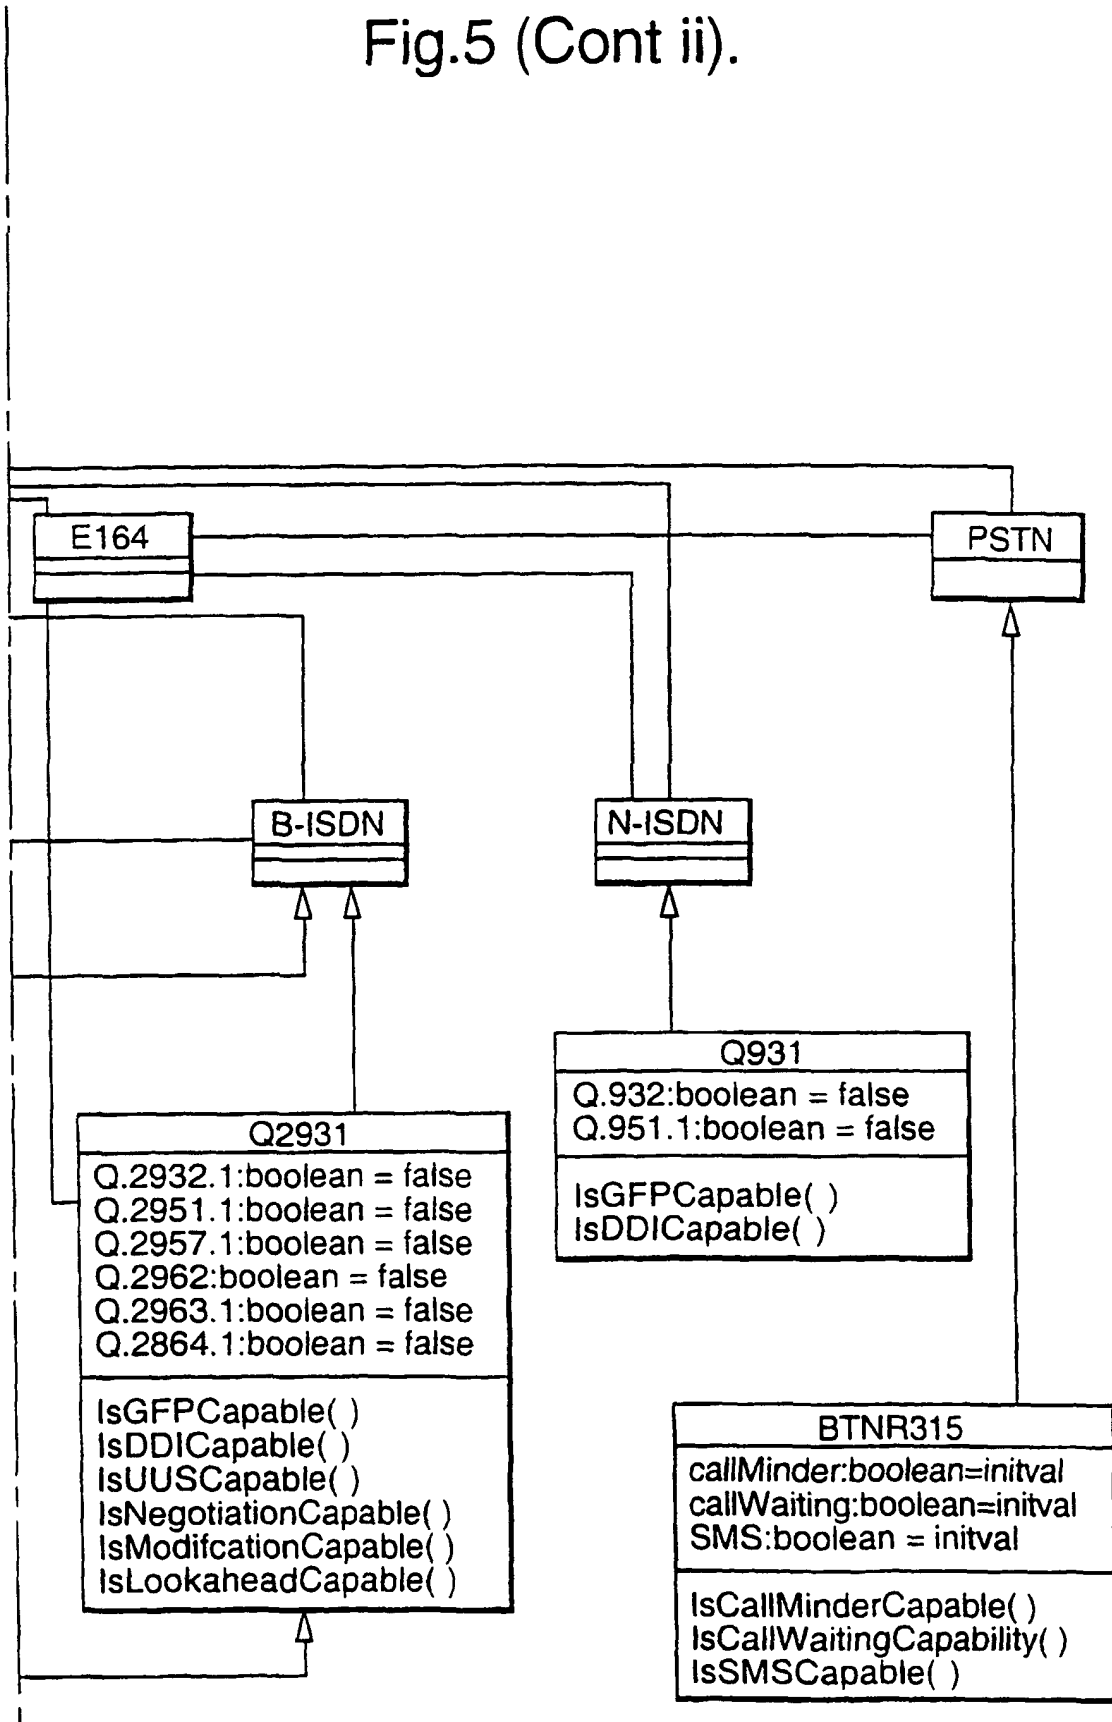 Fig.5 (Cont ii).
E164
PSTN
B-ISDN
N-ISDN
Q931
Q.932:boolean = false
Q.951.1:boolean = false
IsGFPCapable( )
IsDDICapable( )
Q2931
Q.2932.1:boolean = false
Q.2951.1:boolean = false
Q.2957.1:boolean = false
Q.2962:boolean = false
Q.2963.1:boolean = false
Q.2864.1:boolean = false
IsGFPCapable( )
IsDDICapable( )
IsUUSCapable( )
IsNegotiationCapable( )
IsModifcationCapable( )
IsLookaheadCapable( )
BTNR315
callMinder:boolean=initval
callWaiting:boolean=initval
SMS:boolean = initval
IsCallMinderCapable( )
IsCallWaitingCapability( )
IsSMSCapable( )